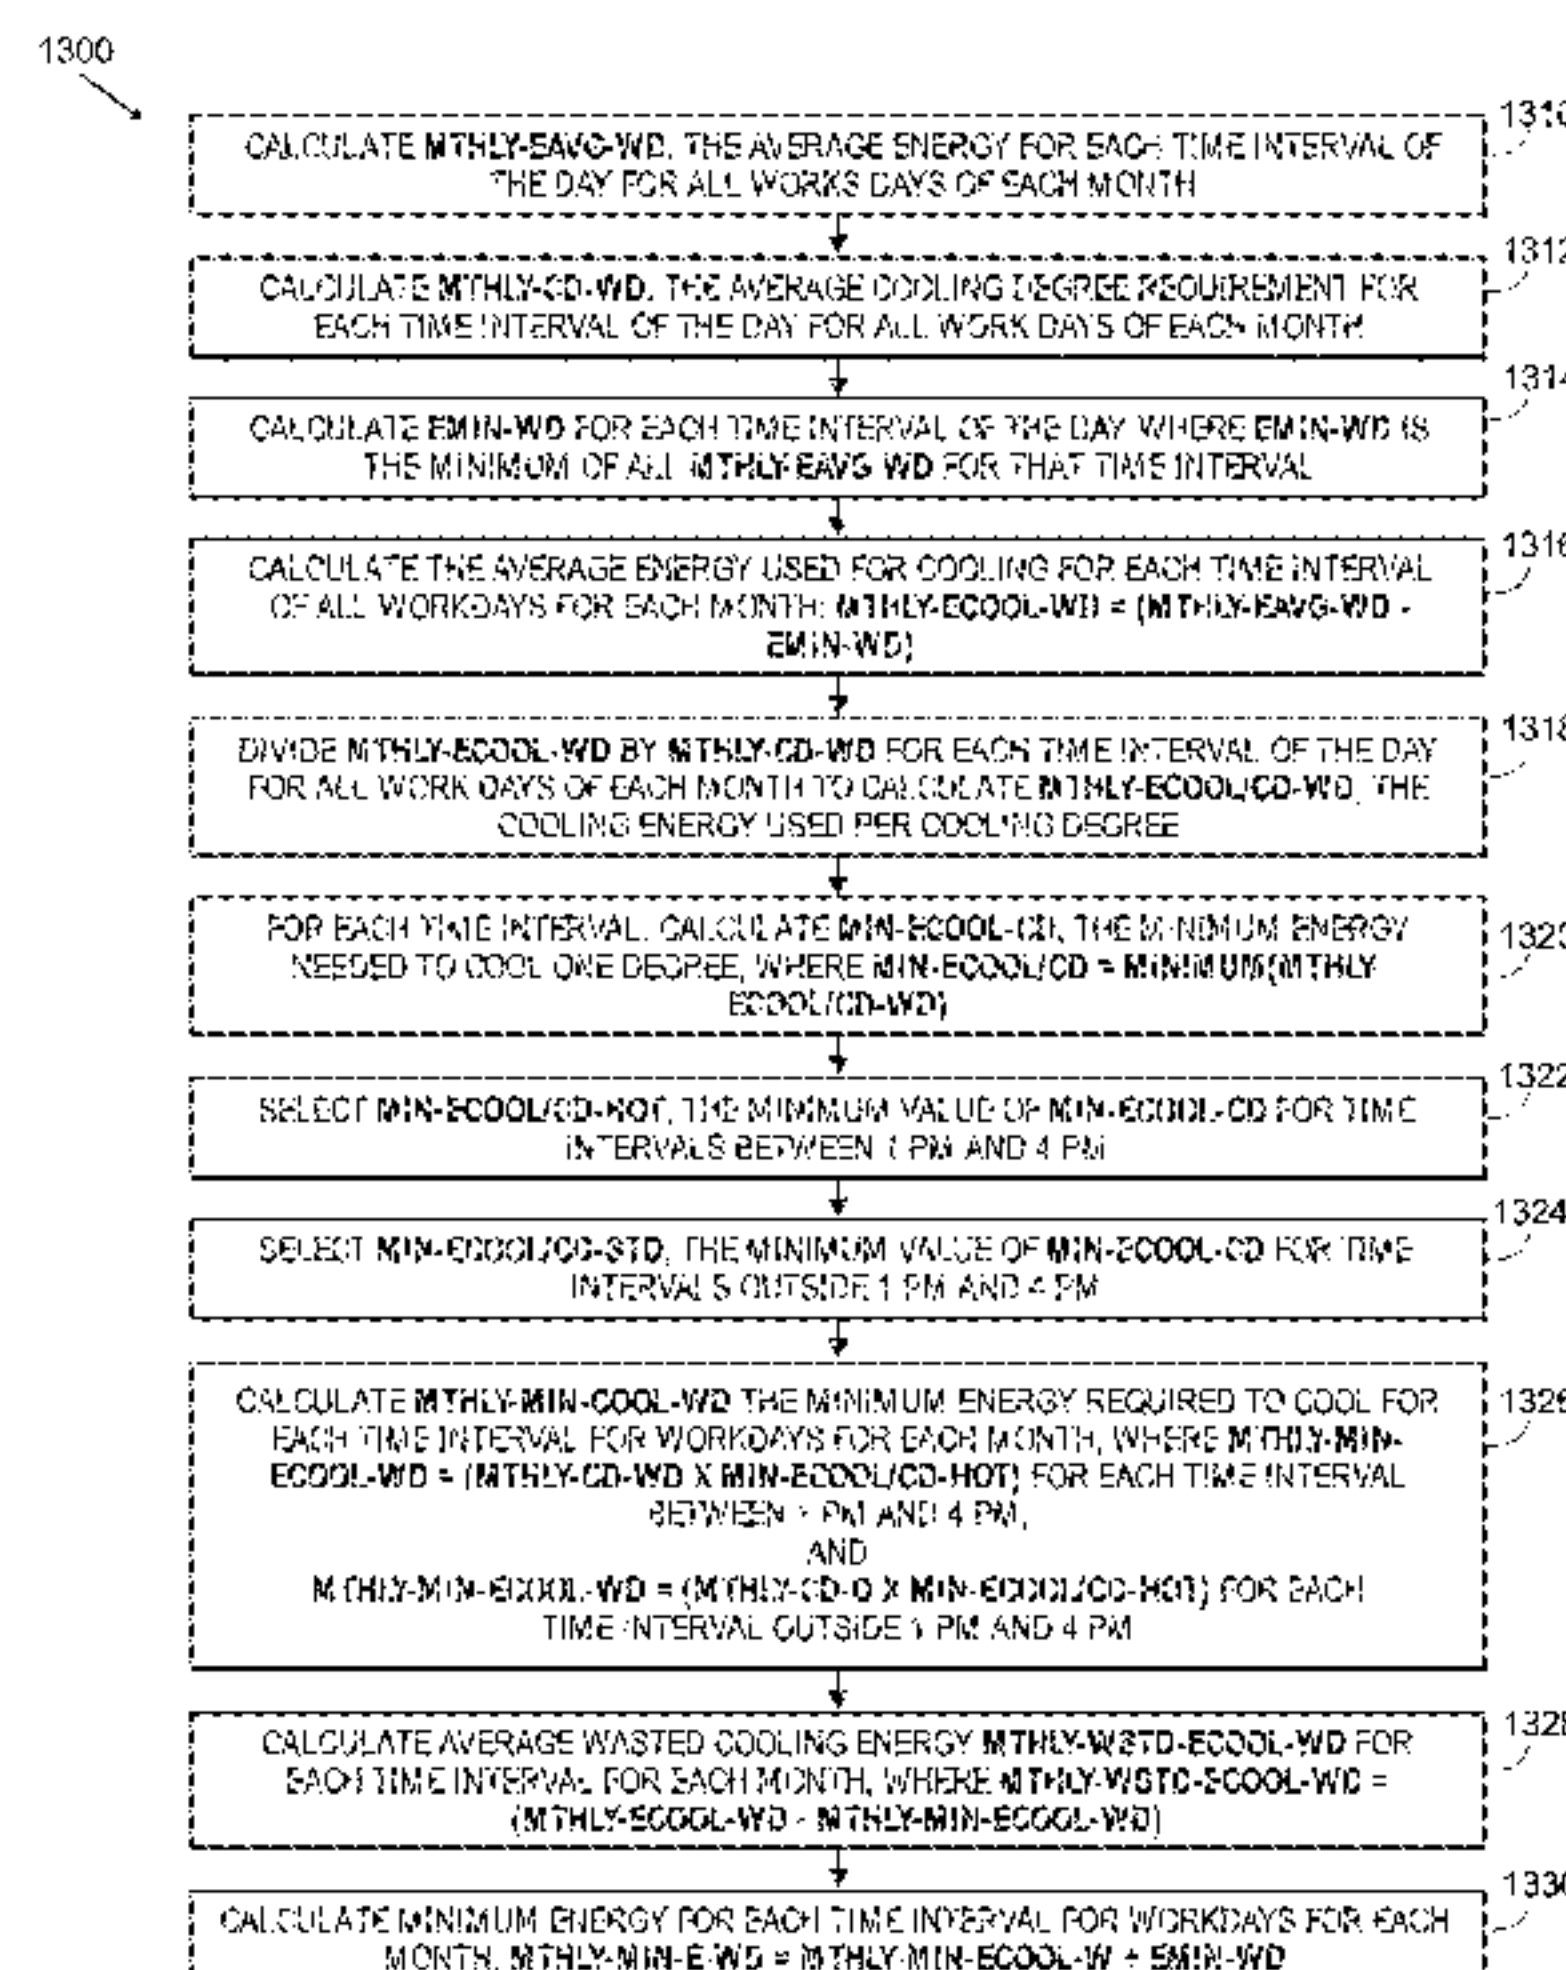 1300
1310
CALCULATE MTHLY-EAVG-WD, THE AVERAGE ENERGY FOR EACH TIME INTERVAL OF
THE DAY FOR ALL WORKS DAYS OF EACH MONTH
1312
CALCULATE MTHLY-CD-WD, THE AVERAGE COOLING DEGREE REQUIREMENT FOR
EACH TIME INTERVAL OF THE DAY FOR ALL WORK DAYS OF EACH MONTH
1314
CALCULATE EMIN-WD FOR EACH TIME INTERVAL OF THE DAY WHERE EMIN-WD IS
THE MINIMUM OF ALL MTHLY-EAVG WD FOR THAT TIME INTERVAL
1316
CALCULATE THE AVERAGE ENERGY USED FOR COOLING FOR EACH TIME INTERVAL
OF ALL WORKDAYS FOR EACH MONTH: MTHLY-ECOOL-WD = (MTHLY-EAVG-WD -
EMIN-WD)
1318
DIVIDE MTHLY-ECOOL-WD BY MTHLY-CD-WD FOR EACH TIME INTERVAL OF THE DAY
FOR ALL WORK DAYS OF EACH MONTH TO CALCULATE MTHLY-ECOOL/CD-WD, THE
COOLING ENERGY USED PER COOLING DEGREE
1320
FOR EACH TIME INTERVAL, CALCULATE MIN-ECOOL-CD, THE MINIMUM ENERGY
NEEDED TO COOL ONE DEGREE, WHERE MIN-ECOOL/CD = MINIMUM(MTHLY
ECOOL/CD-WD)
1322
SELECT MIN-ECOOL/CD-HOT, THE MINIMUM VALUE OF MIN-ECOOL-CD FOR TIME
INTERVALS BETWEEN 1 PM AND 4 PM
1324
SELECT MIN-ECOOL/CD-STD, THE MINIMUM VALUE OF MIN-ECOOL-CD FOR TIME
INTERVALS OUTSIDE 1 PM AND 4 PM
1326
CALCULATE MTHLY-MIN-COOL-WD THE MINIMUM ENERGY REQUIRED TO COOL FOR
EACH TIME INTERVAL FOR WORKDAYS FOR EACH MONTH, WHERE MTHLY-MIN-
ECOOL-WD = (MTHLY-CD-WD X MIN-ECOOL/CD-HOT) FOR EACH TIME INTERVAL
BETWEEN 1 PM AND 4 PM,
AND
MTHLY-MIN-ECOOL-WD = (MTHLY-CD-D X MIN-ECOOL/CD-HOT) FOR EACH
TIME INTERVAL OUTSIDE 1 PM AND 4 PM
1328
CALCULATE AVERAGE WASTED COOLING ENERGY MTHLY-WSTD-ECOOL-WD FOR
EACH TIME INTERVAL FOR EACH MONTH, WHERE MTHLY-WSTD-ECOOL-WD =
(MTHLY-ECOOL-WD - MTHLY-MIN-ECOOL-WD)
1330
CALCULATE MINIMUM ENERGY FOR EACH TIME INTERVAL FOR WORKDAYS FOR EACH
MONTH, MTHLY-MIN-E-WD = MTHLY-MIN-ECOOL-W + EMIN-WD